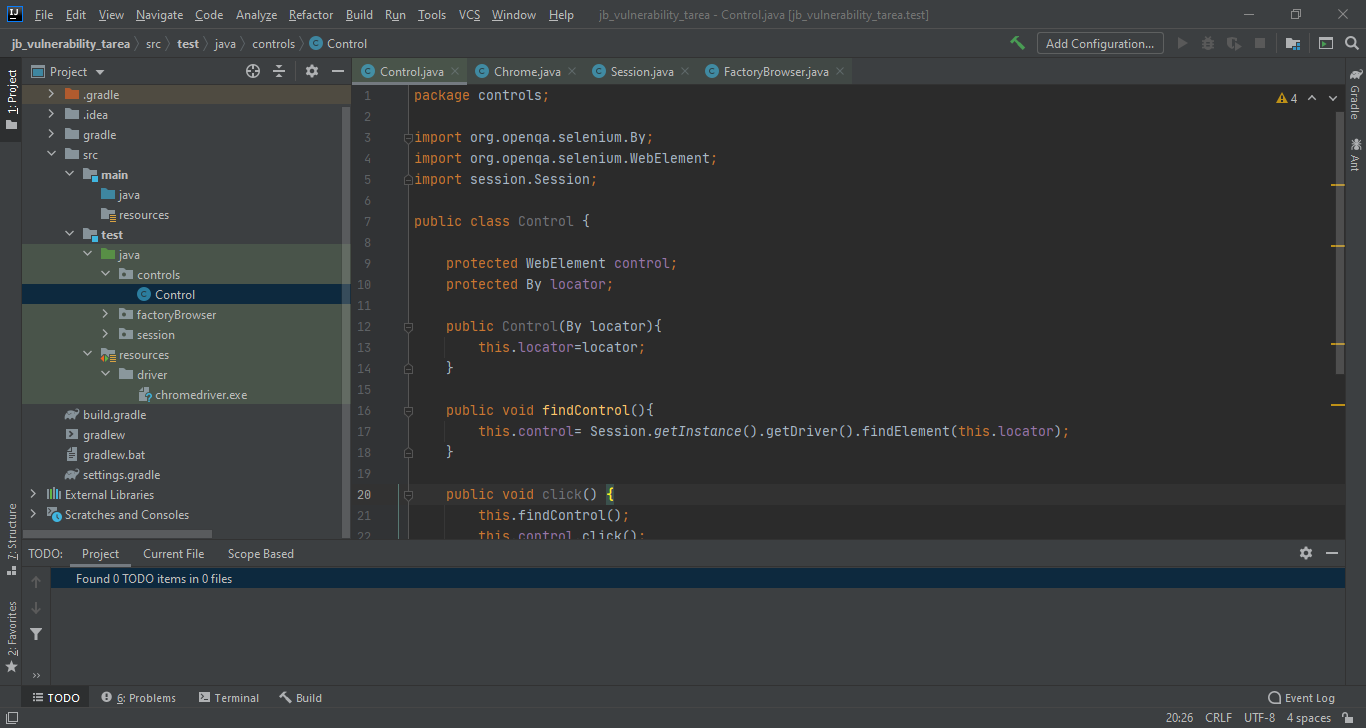 File Edit View Navigate Code Analyze Refactor Build Run Tools VCS Window Help jb_vulnerability_tarea - Control.java [jb_vulnerability_tarea.test]
jb_vulnerability_tarea src test java controls Control Add Configuration...
1: Project
7: Structure
2: Favorites
Project
.gradle
.idea
gradle
src
main
java
resources
test
java
controls
Control
factoryBrowser
session
resources
driver
chromedriver.exe
build.gradle
gradlew
gradlew.bat
settings.gradle
External Libraries
Scratches and Consoles
Control.java Chrome.java Session.java FactoryBrowser.java
4
1 package controls;
2
3 import org.openqa.selenium.By;
4 import org.openqa.selenium.WebElement;
5 import session.Session;
6
7 public class Control {
8
9 protected WebElement control;
10 protected By locator;
11
12 public Control(By locator){
13 this.locator=locator;
14 }
15
16 public void findControl(){
17 this.control= Session.getInstance().getDriver().findElement(this.locator);
18 }
19
20 public void click() {
21 this.findControl();
22 this.control.click();
Gradle
Ant
TODO: Project Current File Scope Based
Found 0 TODO items in 0 files
TODO 6: Problems Terminal Build Event Log
20:26 CRLF UTF-8 4 spaces